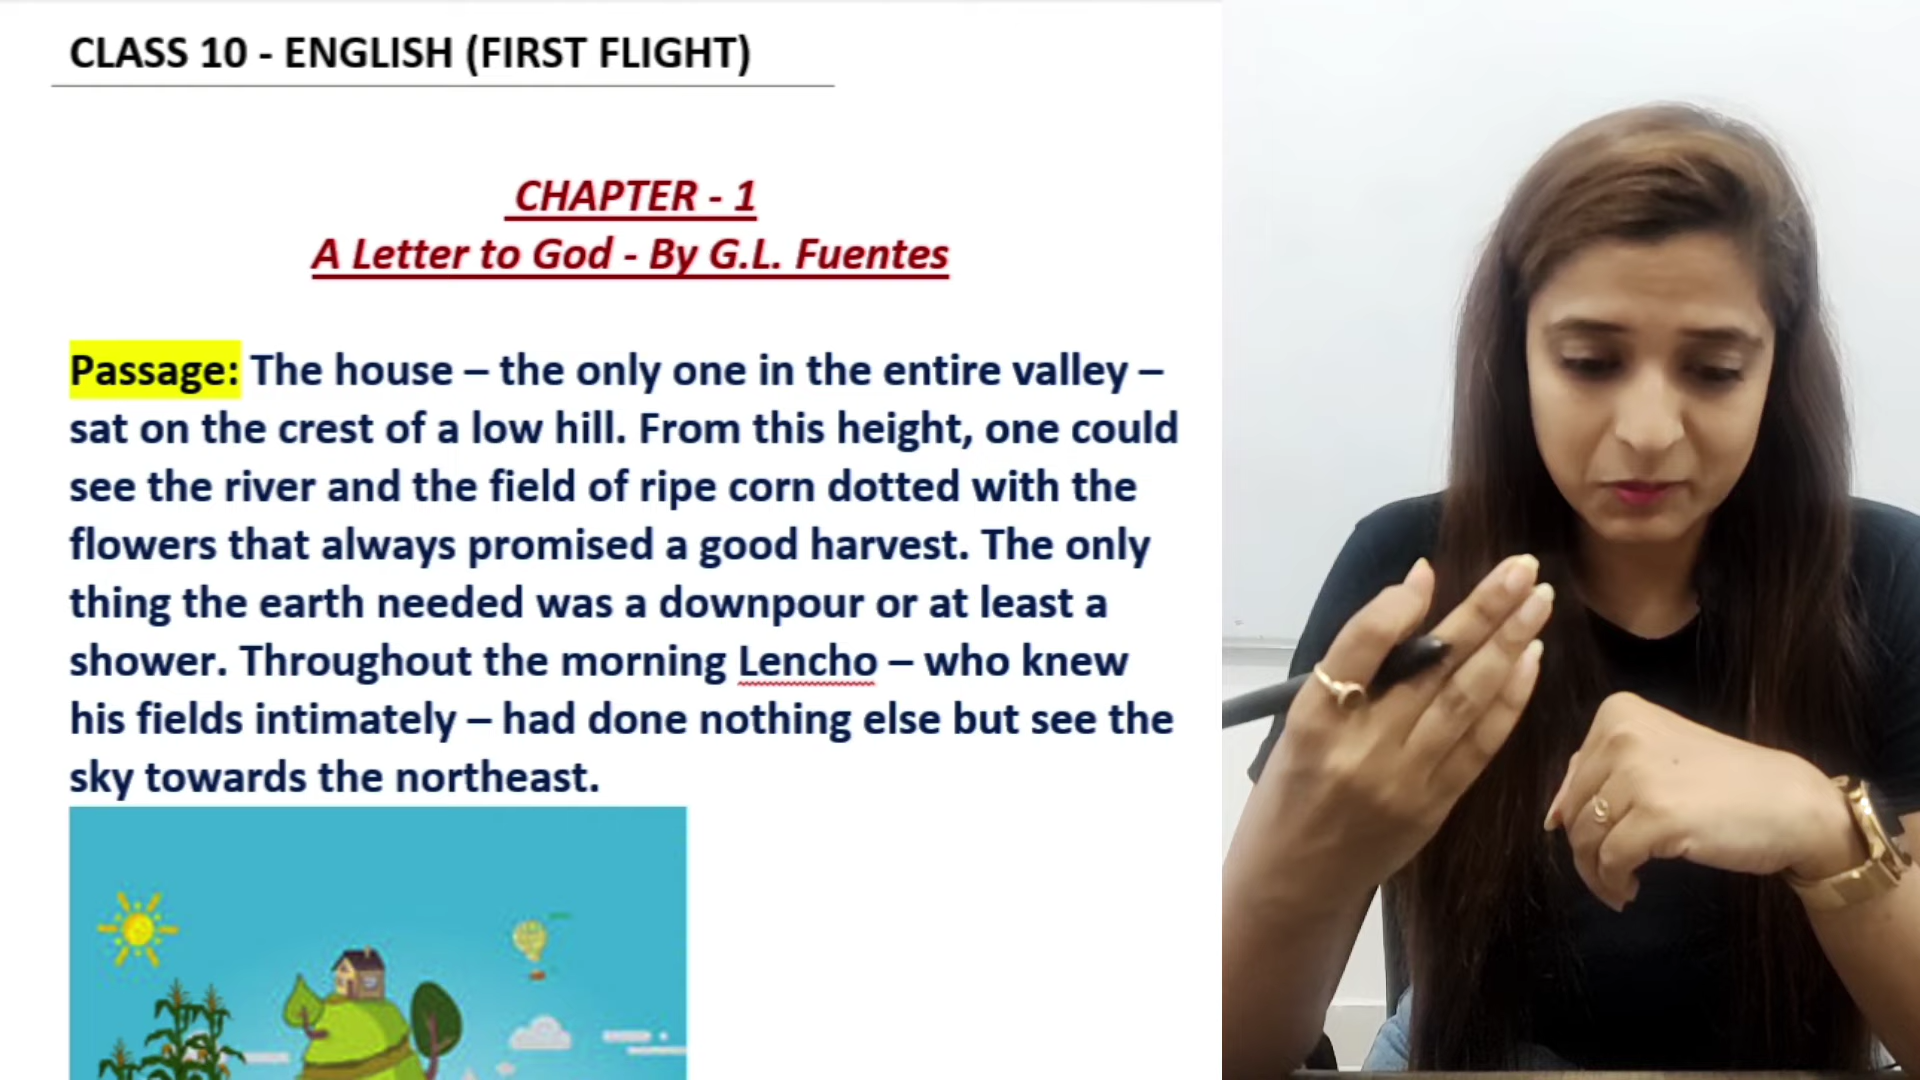 CLASS 10 - ENGLISH (FIRST FLIGHT)
CHAPTER - 1
A Letter to God - By G.L. Fuentes
Passage: The house – the only one in the entire valley –
sat on the crest of a low hill. From this height, one could
see the river and the field of ripe corn dotted with the
flowers that always promised a good harvest. The only
thing the earth needed was a downpour or at least a
shower. Throughout the morning Lencho – who knew
his fields intimately – had done nothing else but see the
sky towards the northeast.